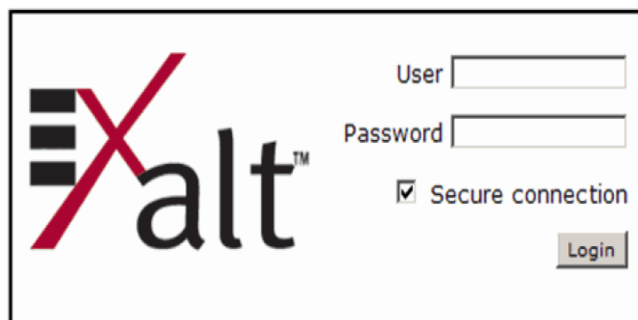 Exalt™
User
Password
Secure connection
Login